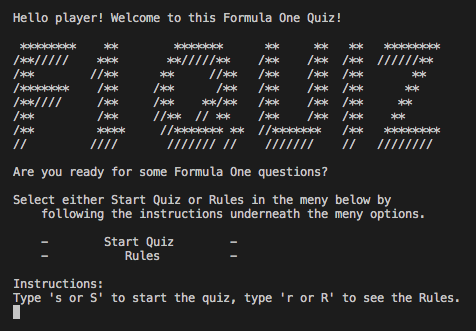 Hello player! Welcome to this Formula One Quiz!
F1QUIZ
Are you ready for some Formula One questions?
Select either Start Quiz or Rules in the meny below by
following the instructions underneath the meny options.
- Start Quiz -
- Rules -
Instructions:
Type 's or S' to start the quiz, type 'r or R' to see the Rules.